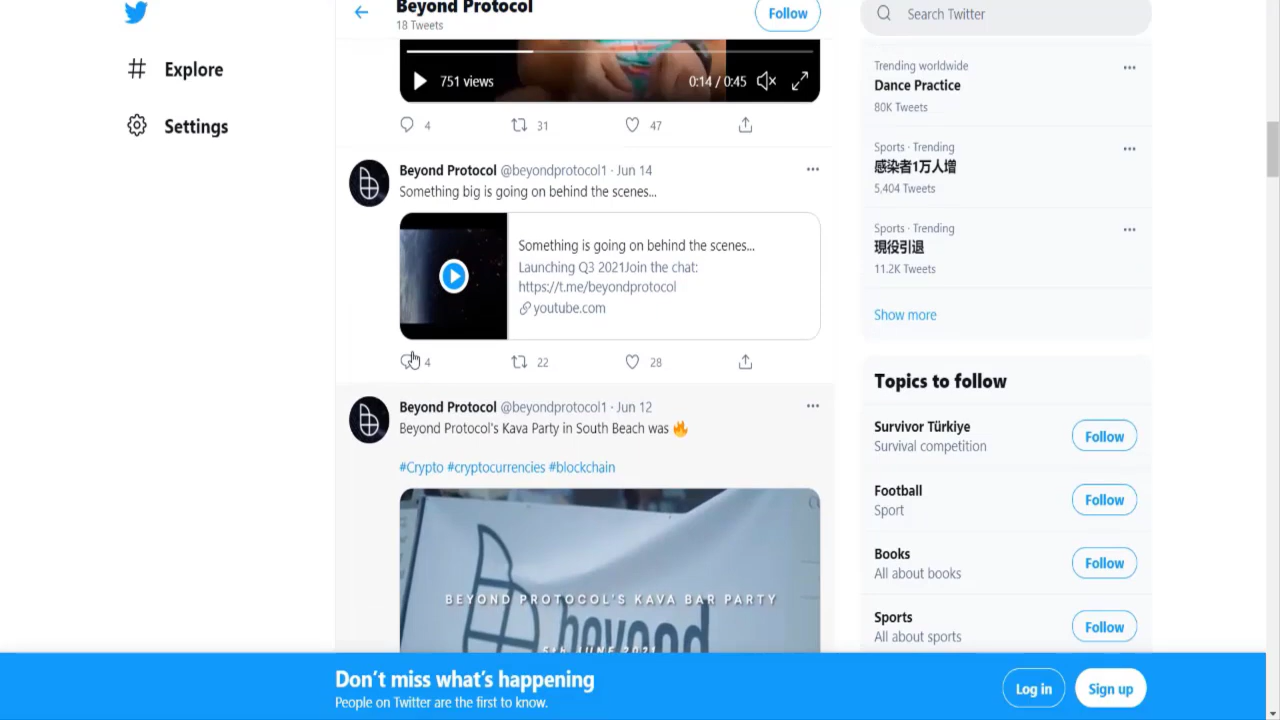 Beyond Protocol
18 Tweets
Follow
Search Twitter
Explore
Settings
751 views
0:14 / 0:45
4
31
47
Beyond Protocol @beyondprotocol1 · Jun 14
Something big is going on behind the scenes...
Something is going on behind the scenes...
Launching Q3 2021Join the chat:
https://t.me/beyondprotocol
youtube.com
4
22
28
Beyond Protocol @beyondprotocol1 · Jun 12
Beyond Protocol's Kava Party in South Beach was 🔥
#Crypto #cryptocurrencies #blockchain
BEYOND PROTOCOL'S KAVA BAR PARTY
beyond
5th JUNE 2021
Trending worldwide
Dance Practice
80K Tweets
Sports · Trending
感染者1万人増
5,404 Tweets
Sports · Trending
現役引退
11.2K Tweets
Show more
Topics to follow
Survivor Türkiye
Survival competition
Follow
Football
Sport
Follow
Books
All about books
Follow
Sports
All about sports
Follow
Don't miss what's happening
People on Twitter are the first to know.
Log in
Sign up